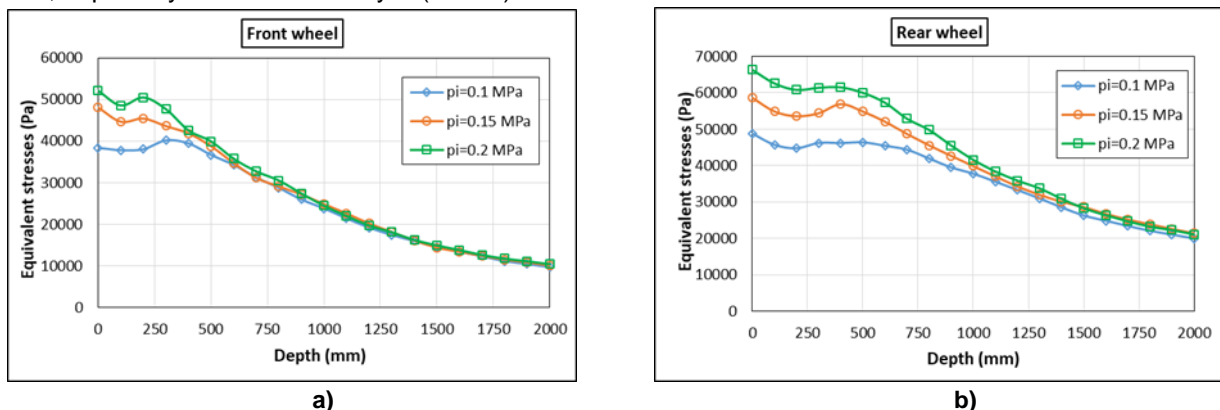 Front wheel
60000
50000
40000
30000
20000
10000
0
Equivalent stresses (Pa)
pi=0.1 MPa
pi=0.15 MPa
pi=0.2 MPa
0 250 500 750 1000 1250 1500 1750 2000
Depth (mm)
a)
Rear wheel
70000
60000
50000
40000
30000
20000
10000
0
Equivalent stresses (Pa)
pi=0.1 MPa
pi=0.15 MPa
pi=0.2 MPa
0 250 500 750 1000 1250 1500 1750 2000
Depth (mm)
b)